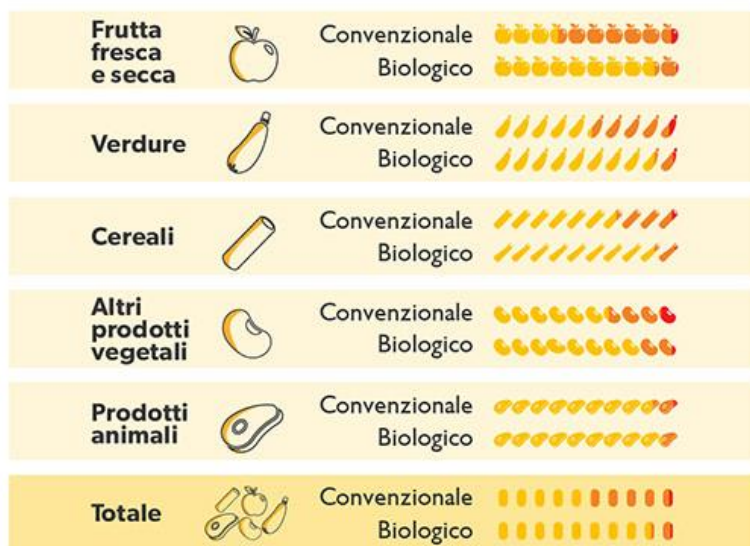 Frutta
fresca
e secca
Convenzionale
Biologico
Verdure
Convenzionale
Biologico
Cereali
Convenzionale
Biologico
Altri
prodotti
vegetali
Convenzionale
Biologico
Prodotti
animali
Convenzionale
Biologico
Totale
Convenzionale
Biologico